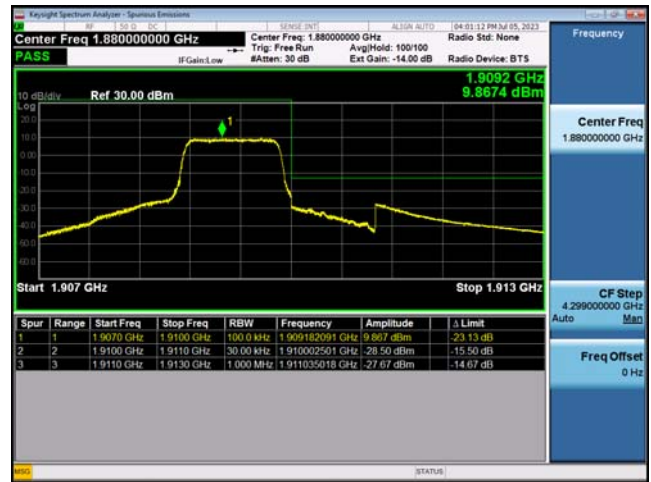 Keysight Spectrum Analyzer - Spurious Emissions
RF 50 Ω DC SENSE:INT ALIGN AUTO 04:01:12 PM Jul 05, 2023
Center Freq 1.880000000 GHz
Center Freq: 1.880000000 GHz Radio Std: None
Trig: Free Run Avg|Hold: 100/100
PASS IFGain:Low #Atten: 30 dB Ext Gain: -14.00 dB Radio Device: BTS
Frequency
1.9092 GHz
9.8674 dBm
10 dB/div Ref 30.00 dBm
Log
20.0
10.0
0.00
-10.0
-20.0
-30.0
-40.0
-50.0
-60.0
1
Start 1.907 GHz Stop 1.913 GHz
Center Freq
1.880000000 GHz
CF Step
4.299000000 GHz
Auto Man
Freq Offset
0 Hz
Spur Range Start Freq Stop Freq RBW Frequency Amplitude Δ Limit
1 1 1.9070 GHz 1.9100 GHz 100.0 kHz 1.909182091 GHz 9.867 dBm -23.13 dB
2 2 1.9100 GHz 1.9110 GHz 30.00 kHz 1.910002501 GHz -28.50 dBm -15.50 dB
3 3 1.9110 GHz 1.9130 GHz 1.000 MHz 1.911035018 GHz -27.67 dBm -14.67 dB
MSG STATUS